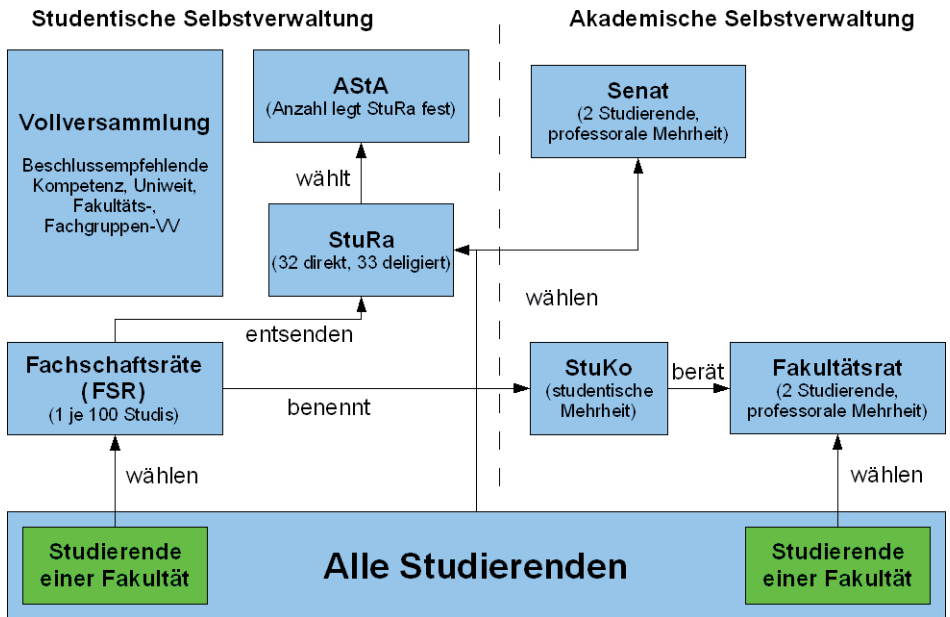 Studentische Selbstverwaltung
Akademische Selbstverwaltung
Vollversammlung
Beschlussempfehlende
Kompetenz, Uniweit,
Fakultäts-,
Fachgruppen-VV
AStA
(Anzahl legt StuRa fest)
Senat
(2 Studierende,
professorale Mehrheit)
wählt
StuRa
(32 direkt, 33 deligiert)
wählen
entsenden
Fachschaftsräte
(FSR)
(1 je 100 Studis)
benennt
StuKo
(studentische
Mehrheit)
berät
Fakultätsrat
(2 Studierende,
professorale Mehrheit)
wählen
wählen
Studierende
einer Fakultät
Alle Studierenden
Studierende
einer Fakultät